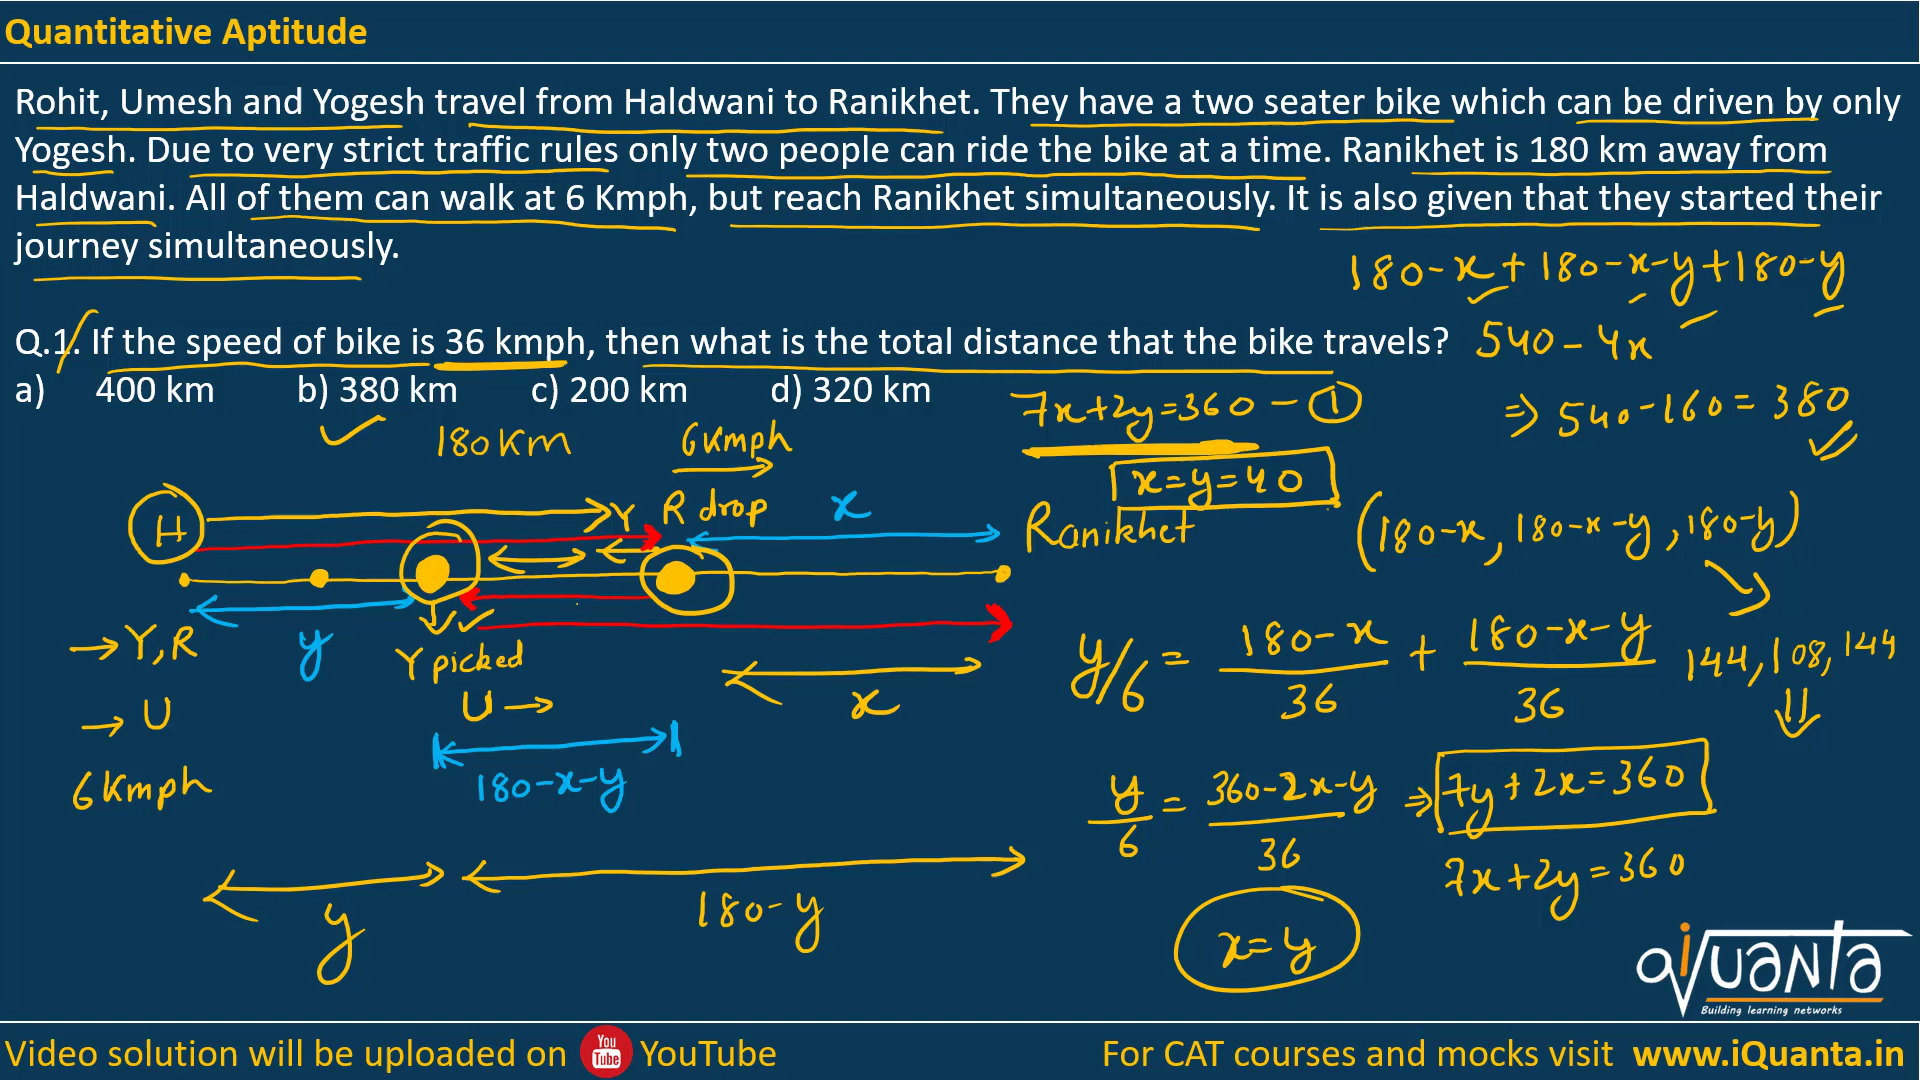 Quantitative Aptitude
Rohit, Umesh and Yogesh travel from Haldwani to Ranikhet. They have a two seater bike which can be driven by only
Yogesh. Due to very strict traffic rules only two people can ride the bike at a time. Ranikhet is 180 km away from
Haldwani. All of them can walk at 6 Kmph, but reach Ranikhet simultaneously. It is also given that they started their
journey simultaneously.
180-x+180-x-y+180-y
Q.1. If the speed of bike is 36 kmph, then what is the total distance that the bike travels?
540-4x
a) 400 km b) 380 km c) 200 km d) 320 km
7x+2y=360-①
⇒ 540-160=380
180Km
6Kmph
x=y=40
H
Y R drop
x
Ranikhet
(180-x, 180-x-y, 180-y)
→ Y, R
y
Y picked
y/6 = 180-x/36 + 180-x-y/36
144, 108, 144
→ U
U →
x
6Kmph
180-x-y
y/6 = 360-2x-y/36 ⇒ 7y+2x=360
7x+2y=360
y
180-y
x=y
iQuanta
Building learning networks
Video solution will be uploaded on You Tube YouTube
For CAT courses and mocks visit www.iQuanta.in